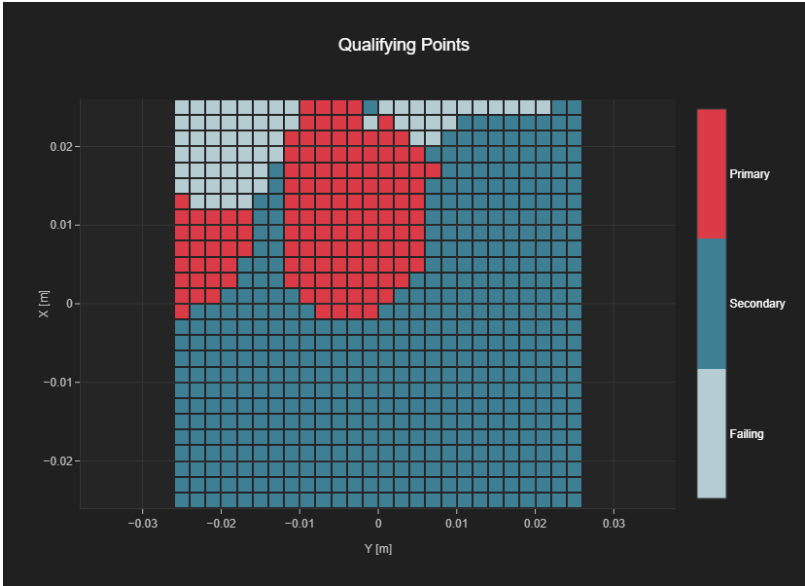 Qualifying Points
0.02
0.01
0
−0.01
−0.02
X [m]
−0.03
−0.02
−0.01
0
0.01
0.02
0.03
Y [m]
Primary
Secondary
Failing